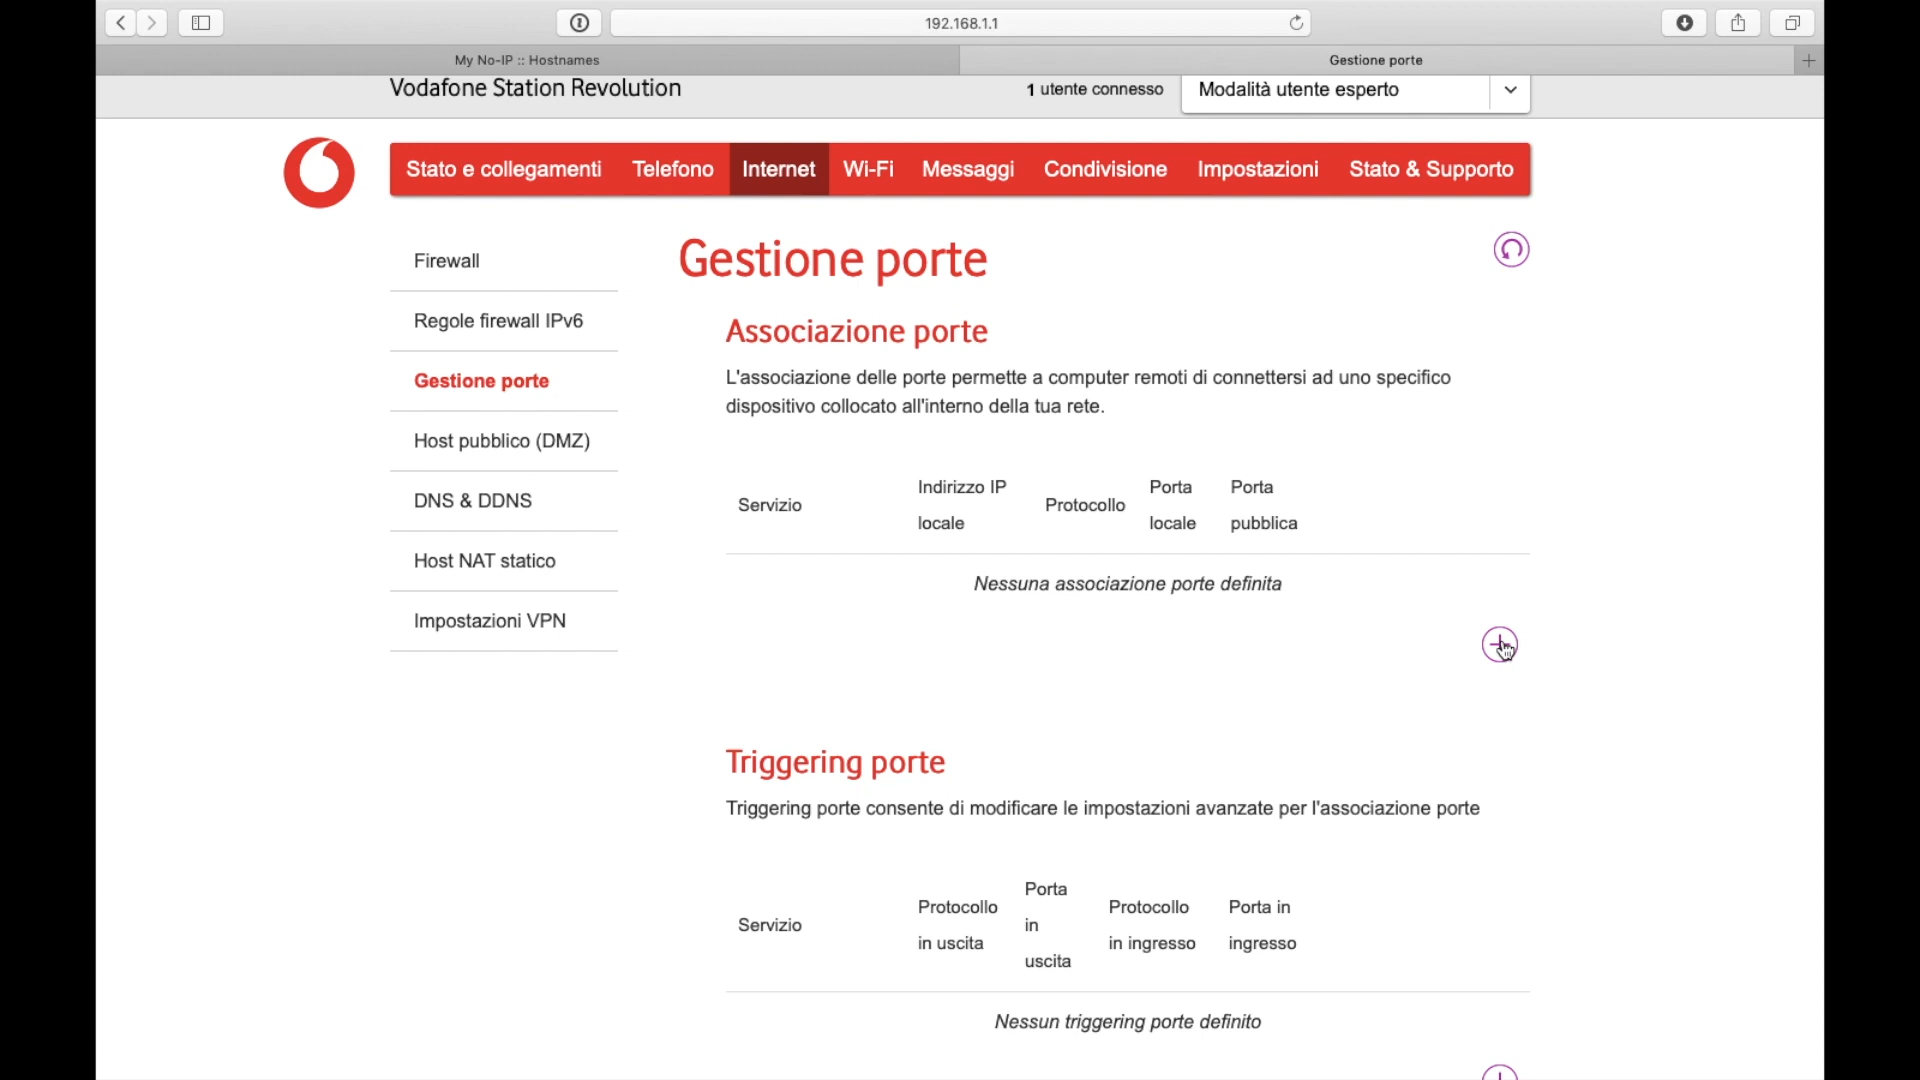 192.168.1.1
My No-IP :: Hostnames
Gestione porte
Vodafone Station Revolution
1 utente connesso
Modalità utente esperto
Stato e collegamenti
Telefono
Internet
Wi-Fi
Messaggi
Condivisione
Impostazioni
Stato & Supporto
Firewall
Regole firewall IPv6
Gestione porte
Host pubblico (DMZ)
DNS & DDNS
Host NAT statico
Impostazioni VPN
Gestione porte
Associazione porte
L'associazione delle porte permette a computer remoti di connettersi ad uno specifico
dispositivo collocato all'interno della tua rete.
Servizio
Indirizzo IP
locale
Protocollo
Porta
locale
Porta
pubblica
Nessuna associazione porte definita
Triggering porte
Triggering porte consente di modificare le impostazioni avanzate per l'associazione porte
Servizio
Protocollo
in uscita
Porta
in
uscita
Protocollo
in ingresso
Porta in
ingresso
Nessun triggering porte definito